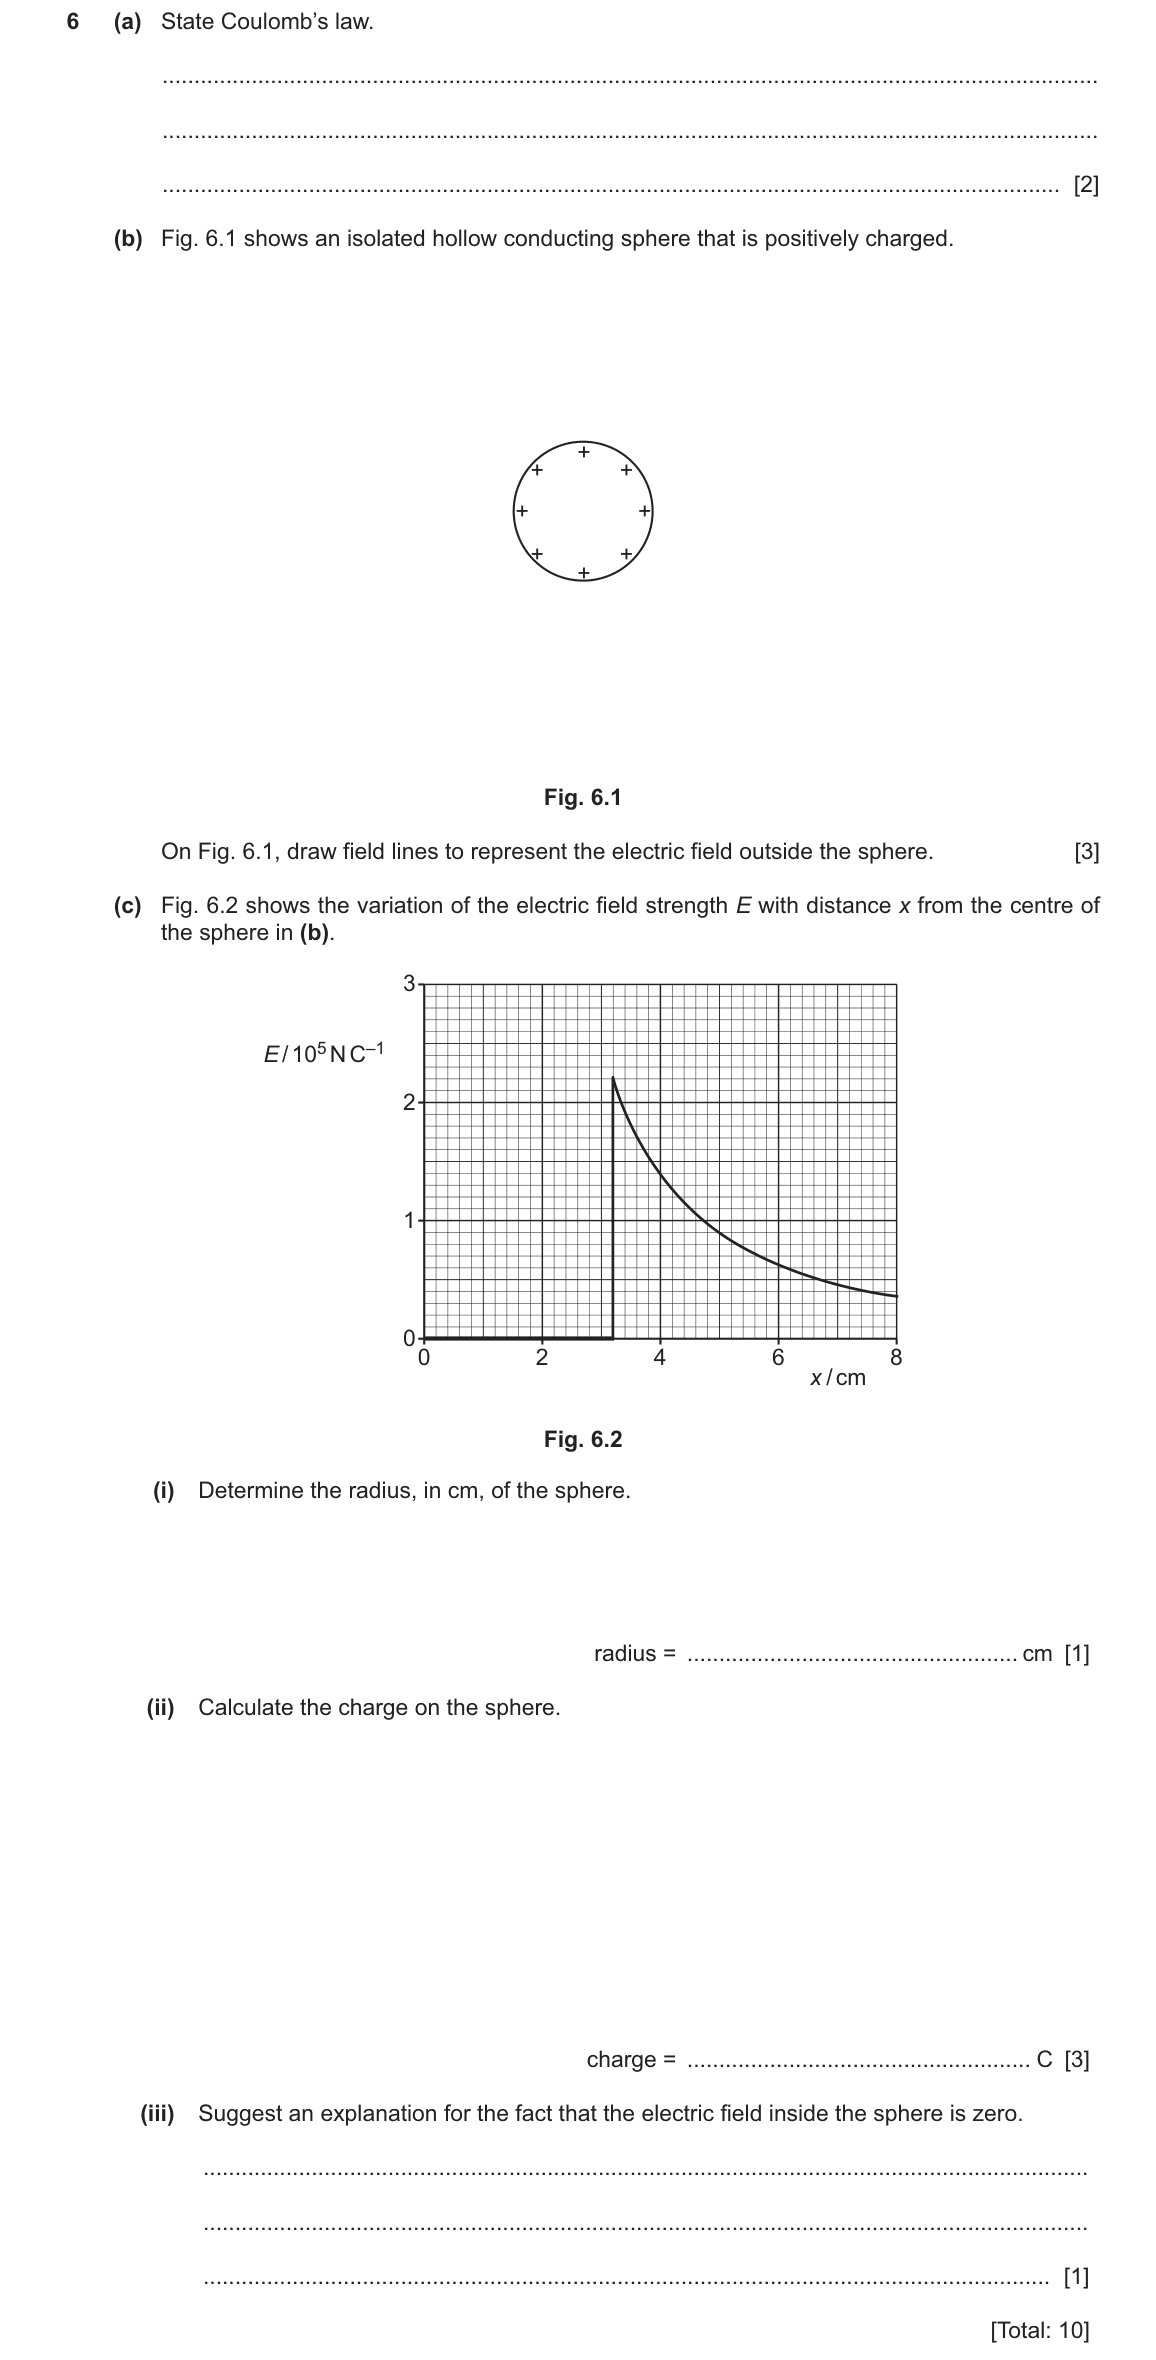 6 (a) State Coulomb’s law.
..........................................................................................................................................
..........................................................................................................................................
.................................................................................................................................... [2]
(b) Fig. 6.1 shows an isolated hollow conducting sphere that is positively charged.
+
+ +
+ +
+ +
+
Fig. 6.1
On Fig. 6.1, draw field lines to represent the electric field outside the sphere. [3]
(c) Fig. 6.2 shows the variation of the electric field strength E with distance x from the centre of
the sphere in (b).
3
E / 10⁵ N C⁻¹
2
1
0
0 2 4 6 8
x / cm
Fig. 6.2
(i) Determine the radius, in cm, of the sphere.
radius = .................................................... cm [1]
(ii) Calculate the charge on the sphere.
charge = ...................................................... C [3]
(iii) Suggest an explanation for the fact that the electric field inside the sphere is zero.
..................................................................................................................................
..................................................................................................................................
............................................................................................................................ [1]
[Total: 10]